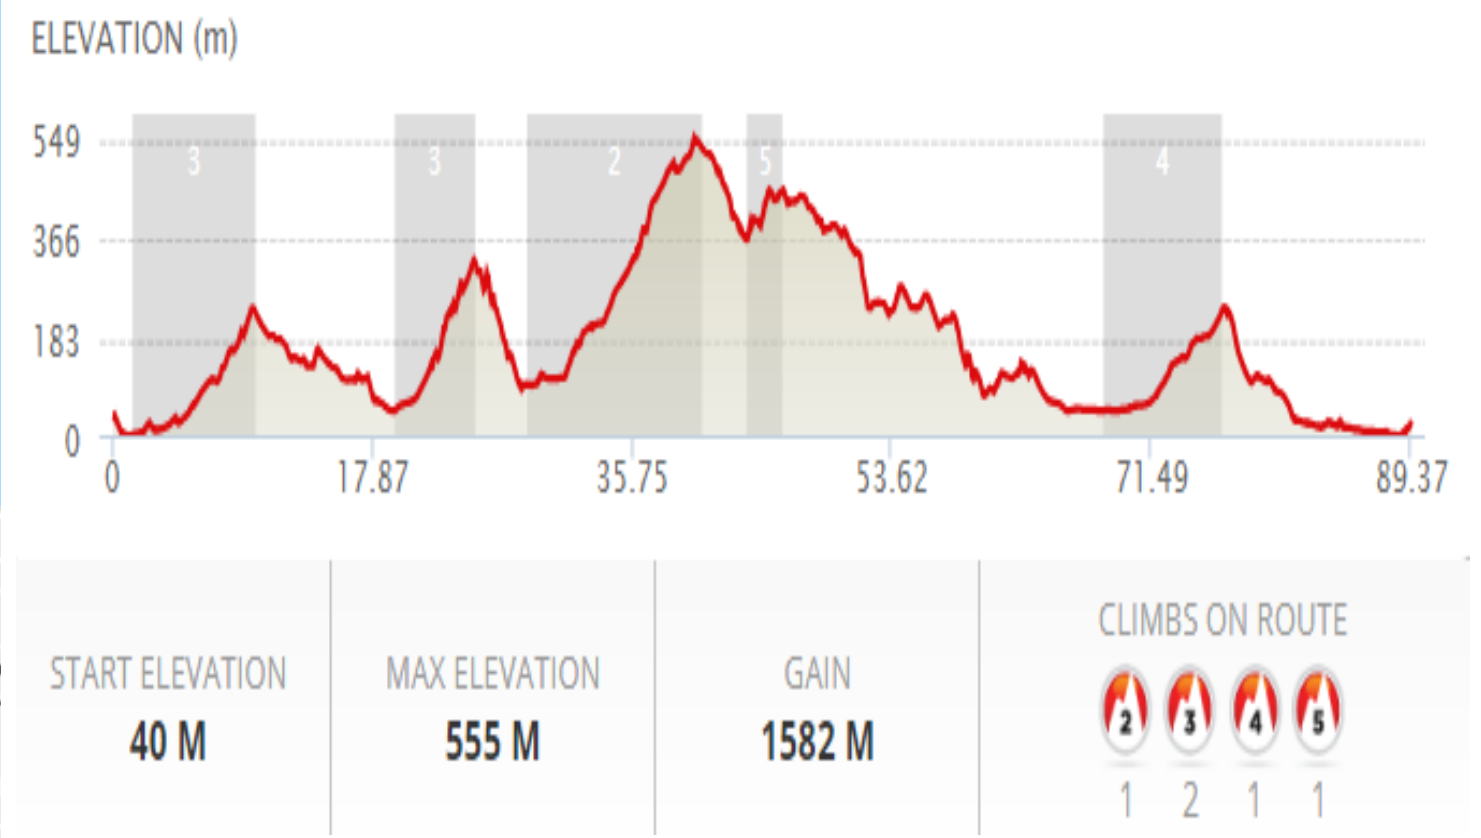 ELEVATION (m)
549
3
3
2
5
4
366
183
0
0 17.87 35.75 53.62 71.49 89.37
CLIMBS ON ROUTE
START ELEVATION MAX ELEVATION GAIN
40 M 555 M 1582 M
2 3 4 5
1 2 1 1